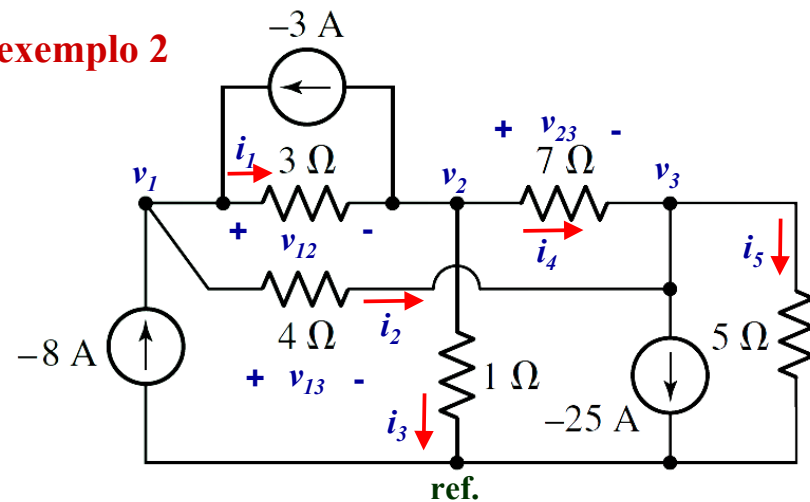 –3 A
exemplo 2
+ v23 -
i1 3 Ω
7 Ω
v1
v2
v3
+ v12 -
i4
i5
i2
–8 A
4 Ω
5 Ω
+ v13 -
1 Ω
i3
–25 A
ref.